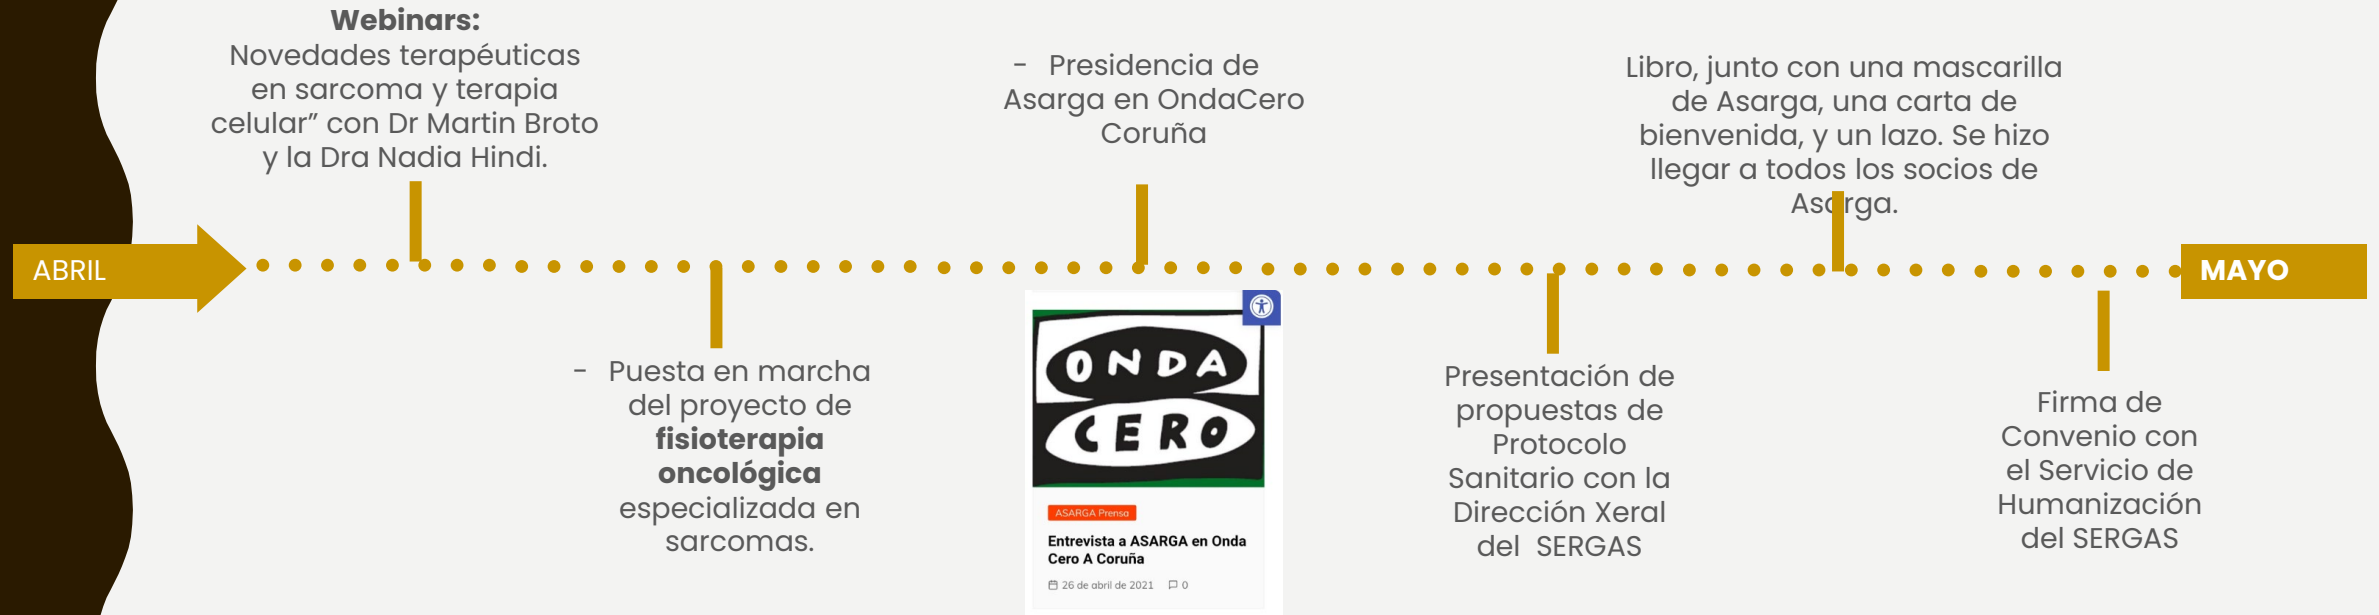 Webinars:
Novedades terapéuticas
en sarcoma y terapia
celular” con Dr Martin Broto
y la Dra Nadia Hindi.
- Presidencia de
Asarga en OndaCero
Coruña
Libro, junto con una mascarilla
de Asarga, una carta de
bienvenida, y un lazo. Se hizo
llegar a todos los socios de
Asarga.
ABRIL
MAYO
- Puesta en marcha
del proyecto de
fisioterapia
oncológica
especializada en
sarcomas.
ONDA
CERO
ASARGA Prensa
Entrevista a ASARGA en Onda
Cero A Coruña
26 de abril de 2021 0
Presentación de
propuestas de
Protocolo
Sanitario con la
Dirección Xeral
del SERGAS
Firma de
Convenio con
el Servicio de
Humanización
del SERGAS